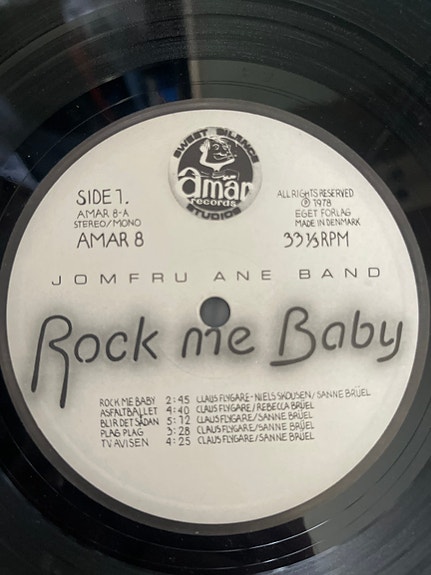 SWEET SILENCE
amar
records
STUDIOS
SIDE 1.
AMAR 8-A
STEREO/MONO
AMAR 8
ALL RIGHTS RESERVED
Ⓟ 1978
EGET FORLAG
MADE IN DENMARK
33 1/3 RPM
JOMFRU ANE BAND
Rock me Baby
ROCK ME BABY 2:45 CLAUS FLYGARE-NIELS SKOUSEN/SANNE BRÜEL
ASFALTBALLET 4:40 CLAUS FLYGARE/REBECCA BRÜEL
BLIR DET SÅDAN 5:12 CLAUS FLYGARE/SANNE BRÜEL
PLAG PLAG 3:28 CLAUS FLYGARE/SANNE BRÜEL
TV AVISEN 4:25 CLAUS FLYGARE/SANNE BRÜEL